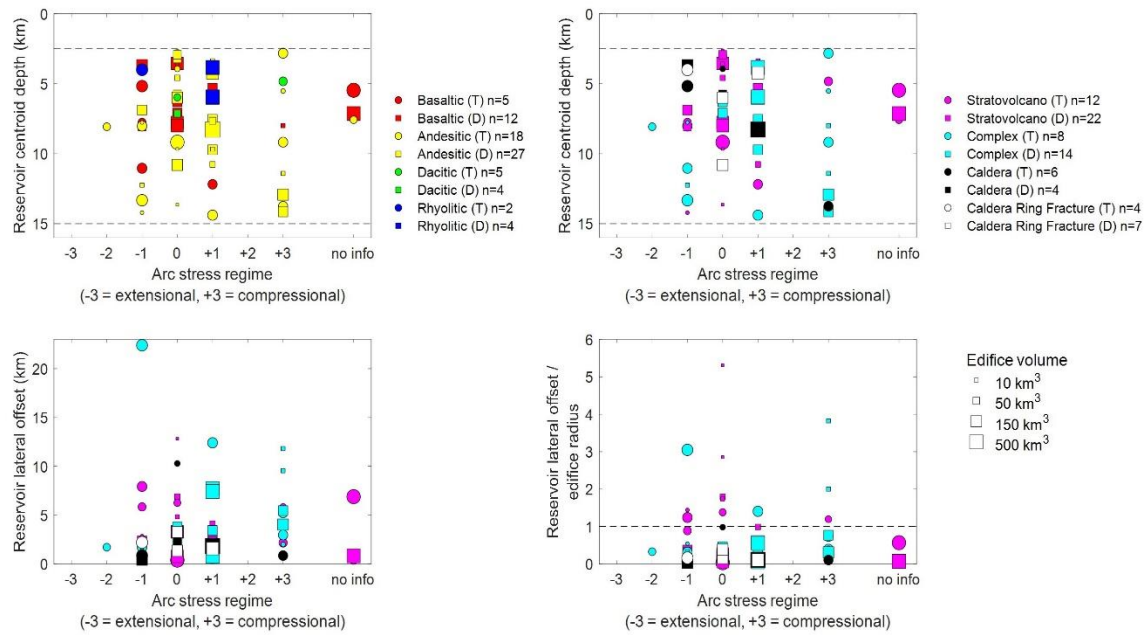 Reservoir centroid depth (km)
0
5
10
15
-3 -2 -1 0 +1 +2 +3 no info
Arc stress regime
(-3 = extensional, +3 = compressional)
Basaltic (T) n=5
Basaltic (D) n=12
Andesitic (T) n=18
Andesitic (D) n=27
Dacitic (T) n=5
Dacitic (D) n=4
Rhyolitic (T) n=2
Rhyolitic (D) n=4
Reservoir centroid depth (km)
0
5
10
15
-3 -2 -1 0 +1 +2 +3 no info
Arc stress regime
(-3 = extensional, +3 = compressional)
Stratovolcano (T) n=12
Stratovolcano (D) n=22
Complex (T) n=8
Complex (D) n=14
Caldera (T) n=6
Caldera (D) n=4
Caldera Ring Fracture (T) n=4
Caldera Ring Fracture (D) n=7
Reservoir lateral offset (km)
20
15
10
5
0
-3 -2 -1 0 +1 +2 +3 no info
Arc stress regime
(-3 = extensional, +3 = compressional)
Reservoir lateral offset /
edifice radius
6
5
4
3
2
1
0
-3 -2 -1 0 +1 +2 +3 no info
Arc stress regime
(-3 = extensional, +3 = compressional)
Edifice volume
10 km³
50 km³
150 km³
500 km³